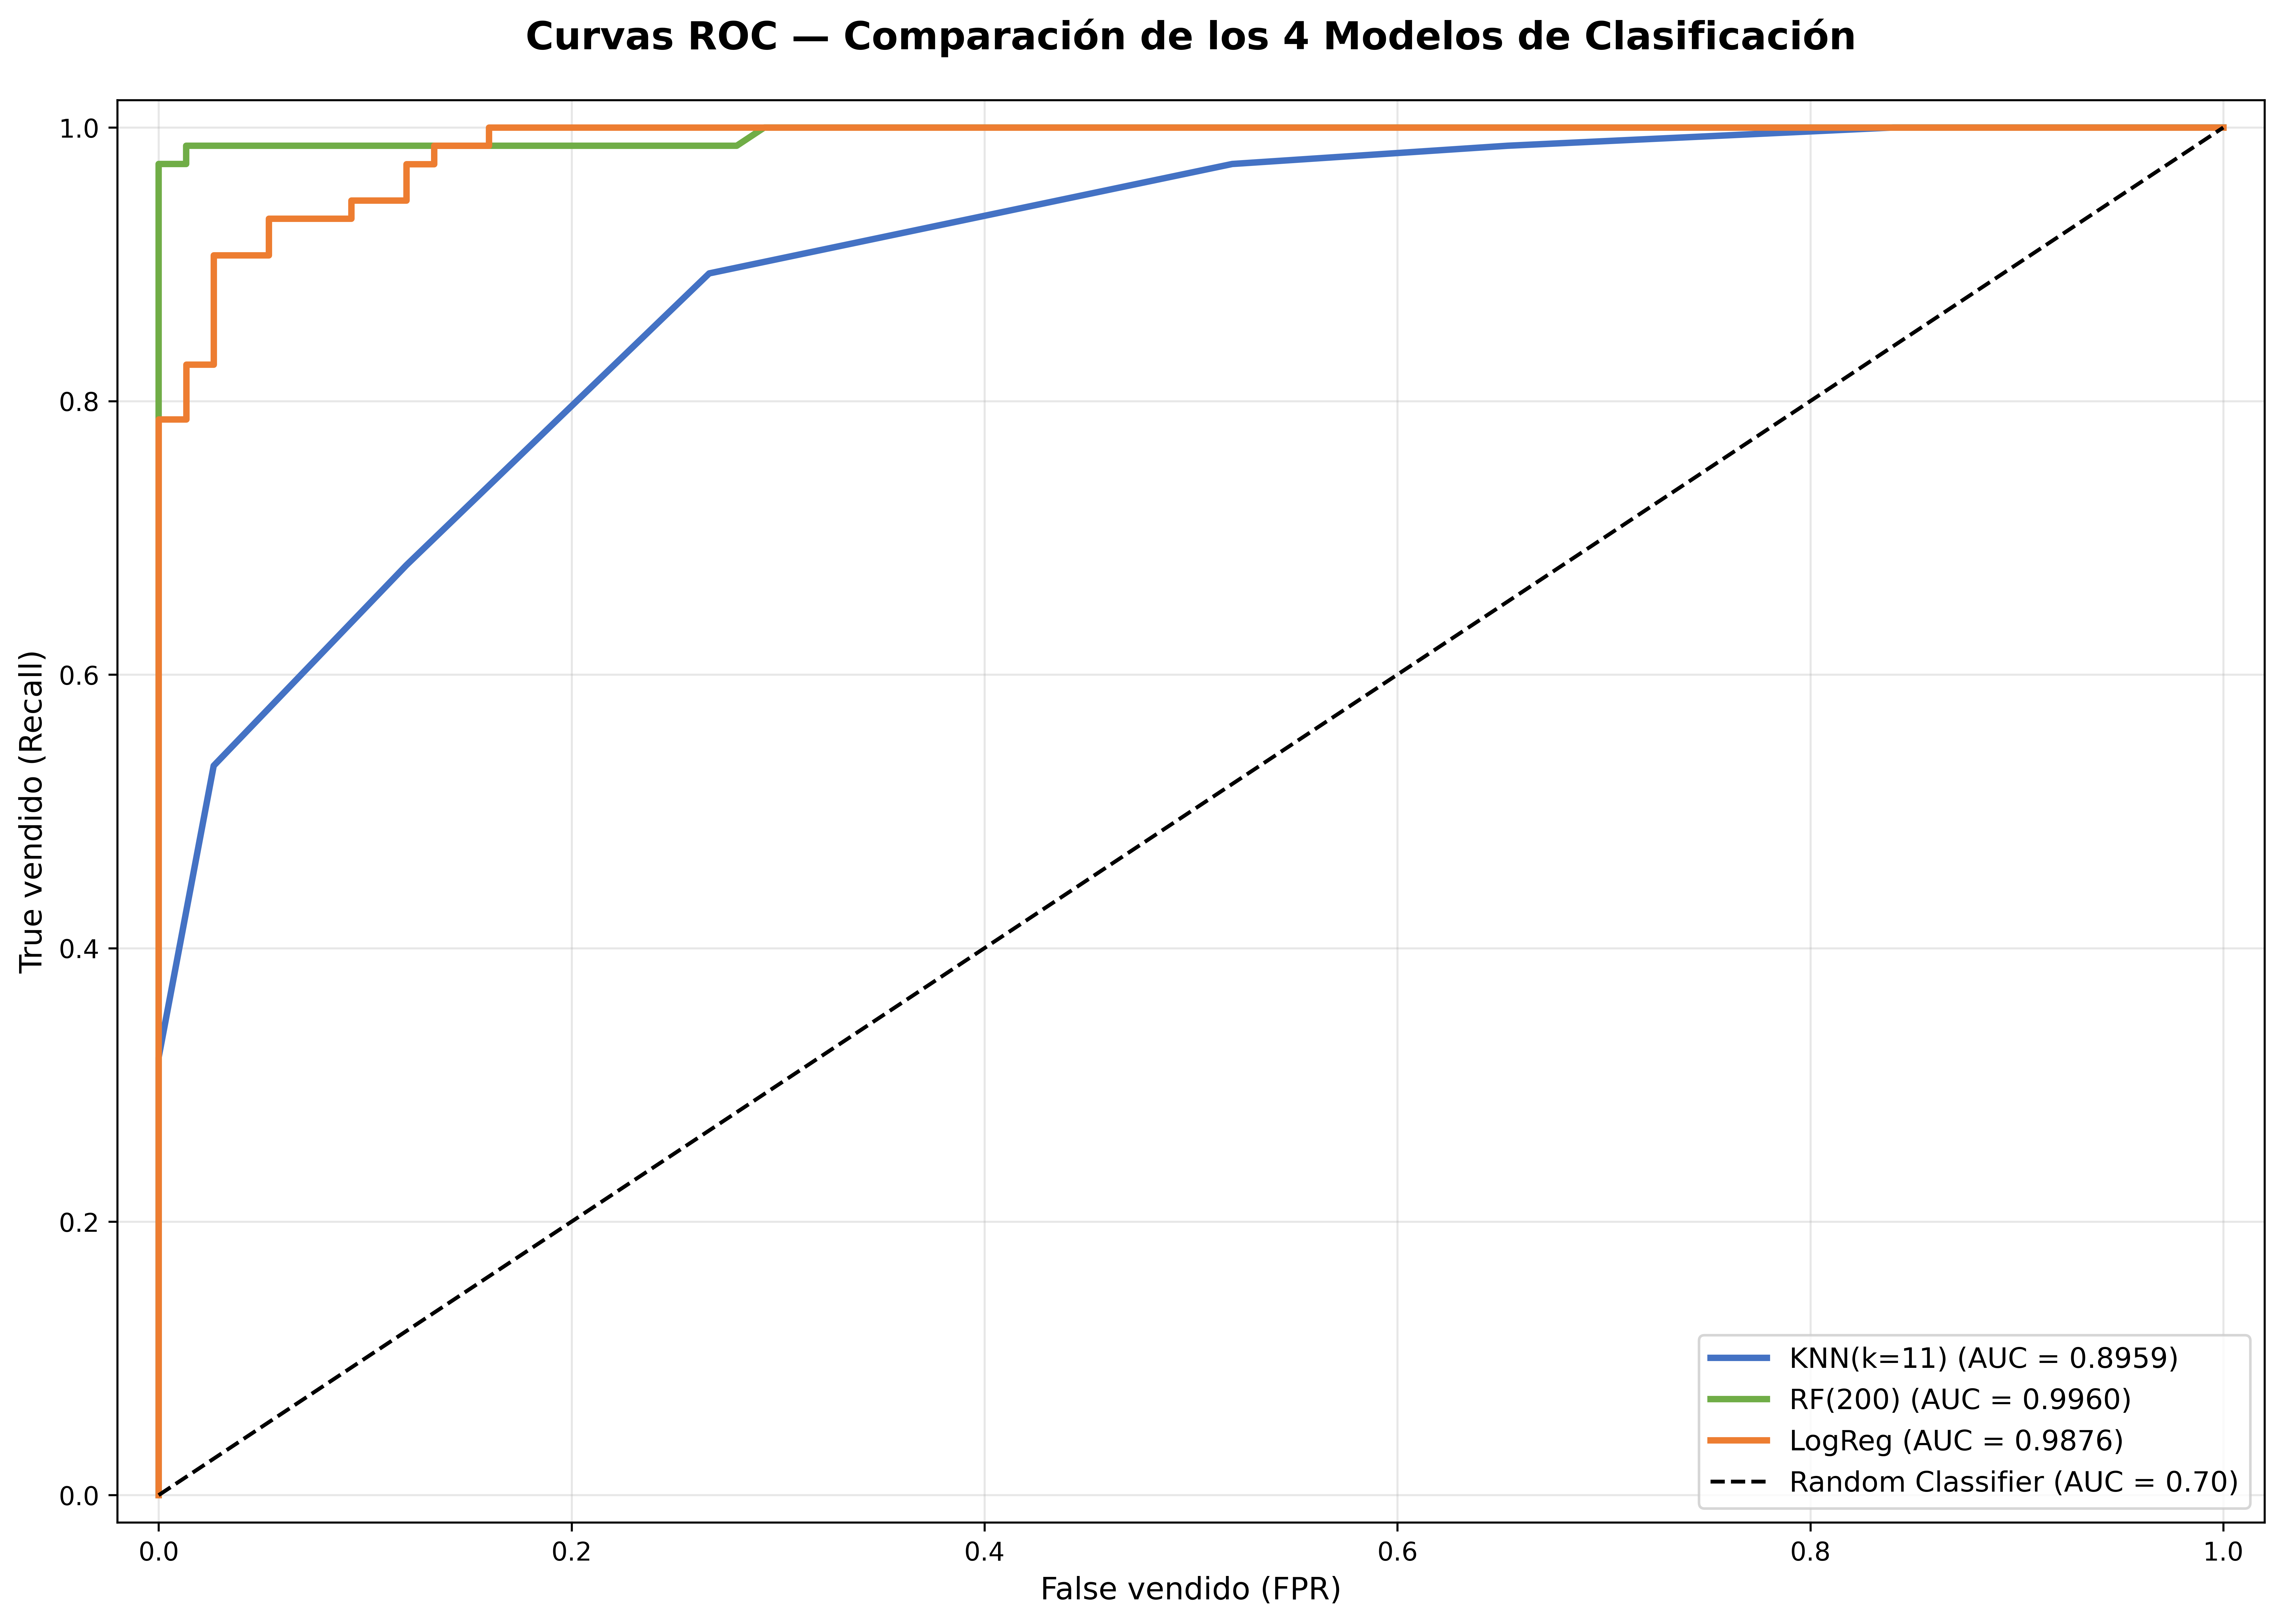 Curvas ROC — Comparación de los 4 Modelos de Clasificación
True vendido (Recall)
1.0
0.8
0.6
0.4
0.2
0.0
0.0 0.2 0.4 0.6 0.8 1.0
False vendido (FPR)
KNN(k=11) (AUC = 0.8959)
RF(200) (AUC = 0.9960)
LogReg (AUC = 0.9876)
Random Classifier (AUC = 0.70)